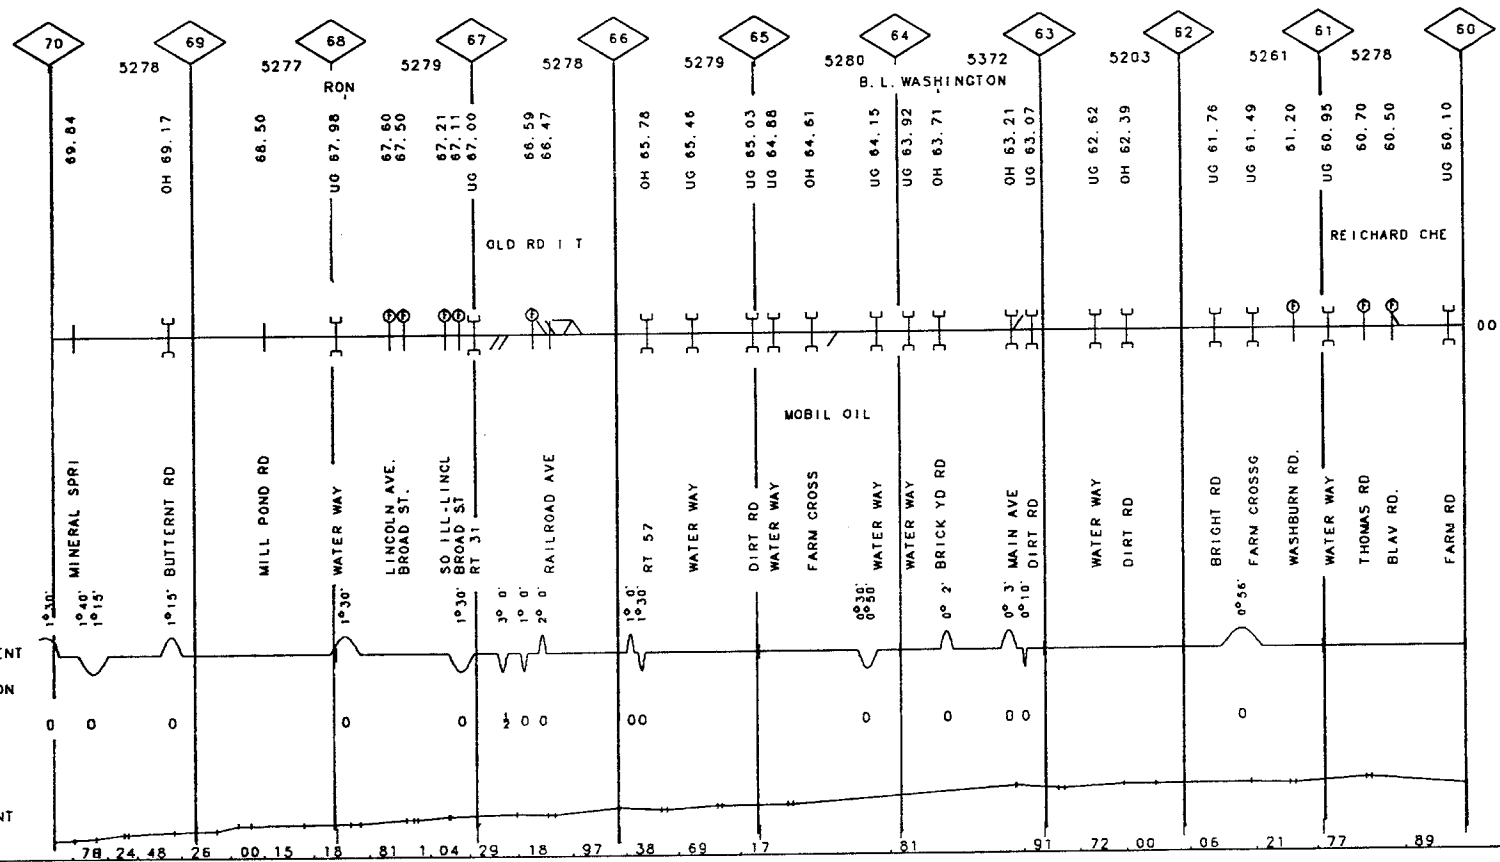 70 69 68 67 66 65 64 63 62 61 60
5278 5277 5279 5278 5279 5280 5372 5203 5261 5278
RON
B. L. WASHINGTON
69.84
OH 69.17
68.50
UG 67.98
67.60
67.50
67.21
67.11
UG 67.00
66.59
66.47
OH 65.78
UG 65.46
UG 65.03
UG 64.88
OH 64.61
UG 64.15
UG 63.92
OH 63.71
OH 63.21
UG 63.07
UG 62.62
OH 62.39
UG 61.76
UG 61.49
61.20
UG 60.95
60.70
60.50
UG 60.10
OLD RD I T
REICHARD CHE
00
MOBIL OIL
MINERAL SPRI
BUTTERNT RD
MILL POND RD
WATER WAY
LINCOLN AVE.
BROAD ST.
SO ILL-LINCL
BROAD ST
RT 31
RAILROAD AVE
RT 57
WATER WAY
DIRT RD
WATER WAY
FARM CROSS
WATER WAY
WATER WAY
BRICK YD RD
MAIN AVE
DIRT RD
WATER WAY
DIRT RD
BRIGHT RD
FARM CROSSG
WASHBURN RD.
WATER WAY
THOMAS RD
BLAV RD.
FARM RD
1°30'
1°40'
1°15'
1°15'
1°30'
1°30'
3° 0'
1° 0'
2° 0'
1° 0'
1°30'
0°30'
0°50'
0° 2'
0° 3'
0°10'
0°56'
ENT
ON
0 0 0 0 0 ½ 0 0 00 0 0 0 0 0
NT
.78 .24 .48 .26 .00 .15 .18 .81 1.04 .29 .18 .97 .38 .69 .17 .81 .91 .72 .00 .06 .21 .77 .89